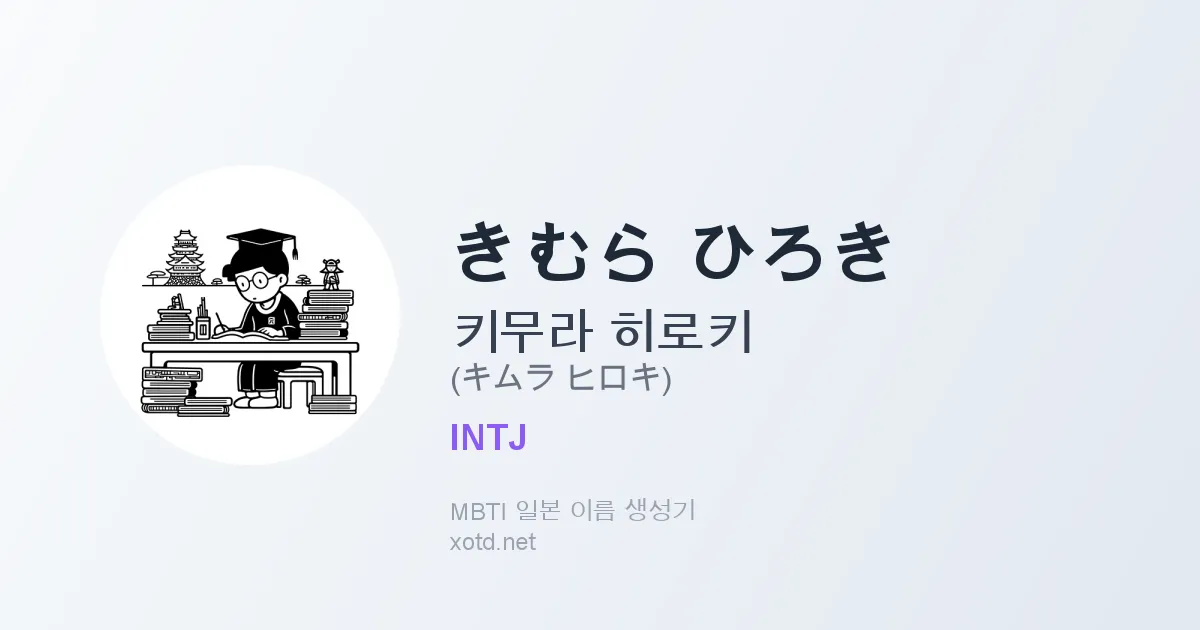 きむら ひろき
키무라 히로키
(キムラ ヒロキ)
INTJ
MBTI 일본 이름 생성기
xotd.net